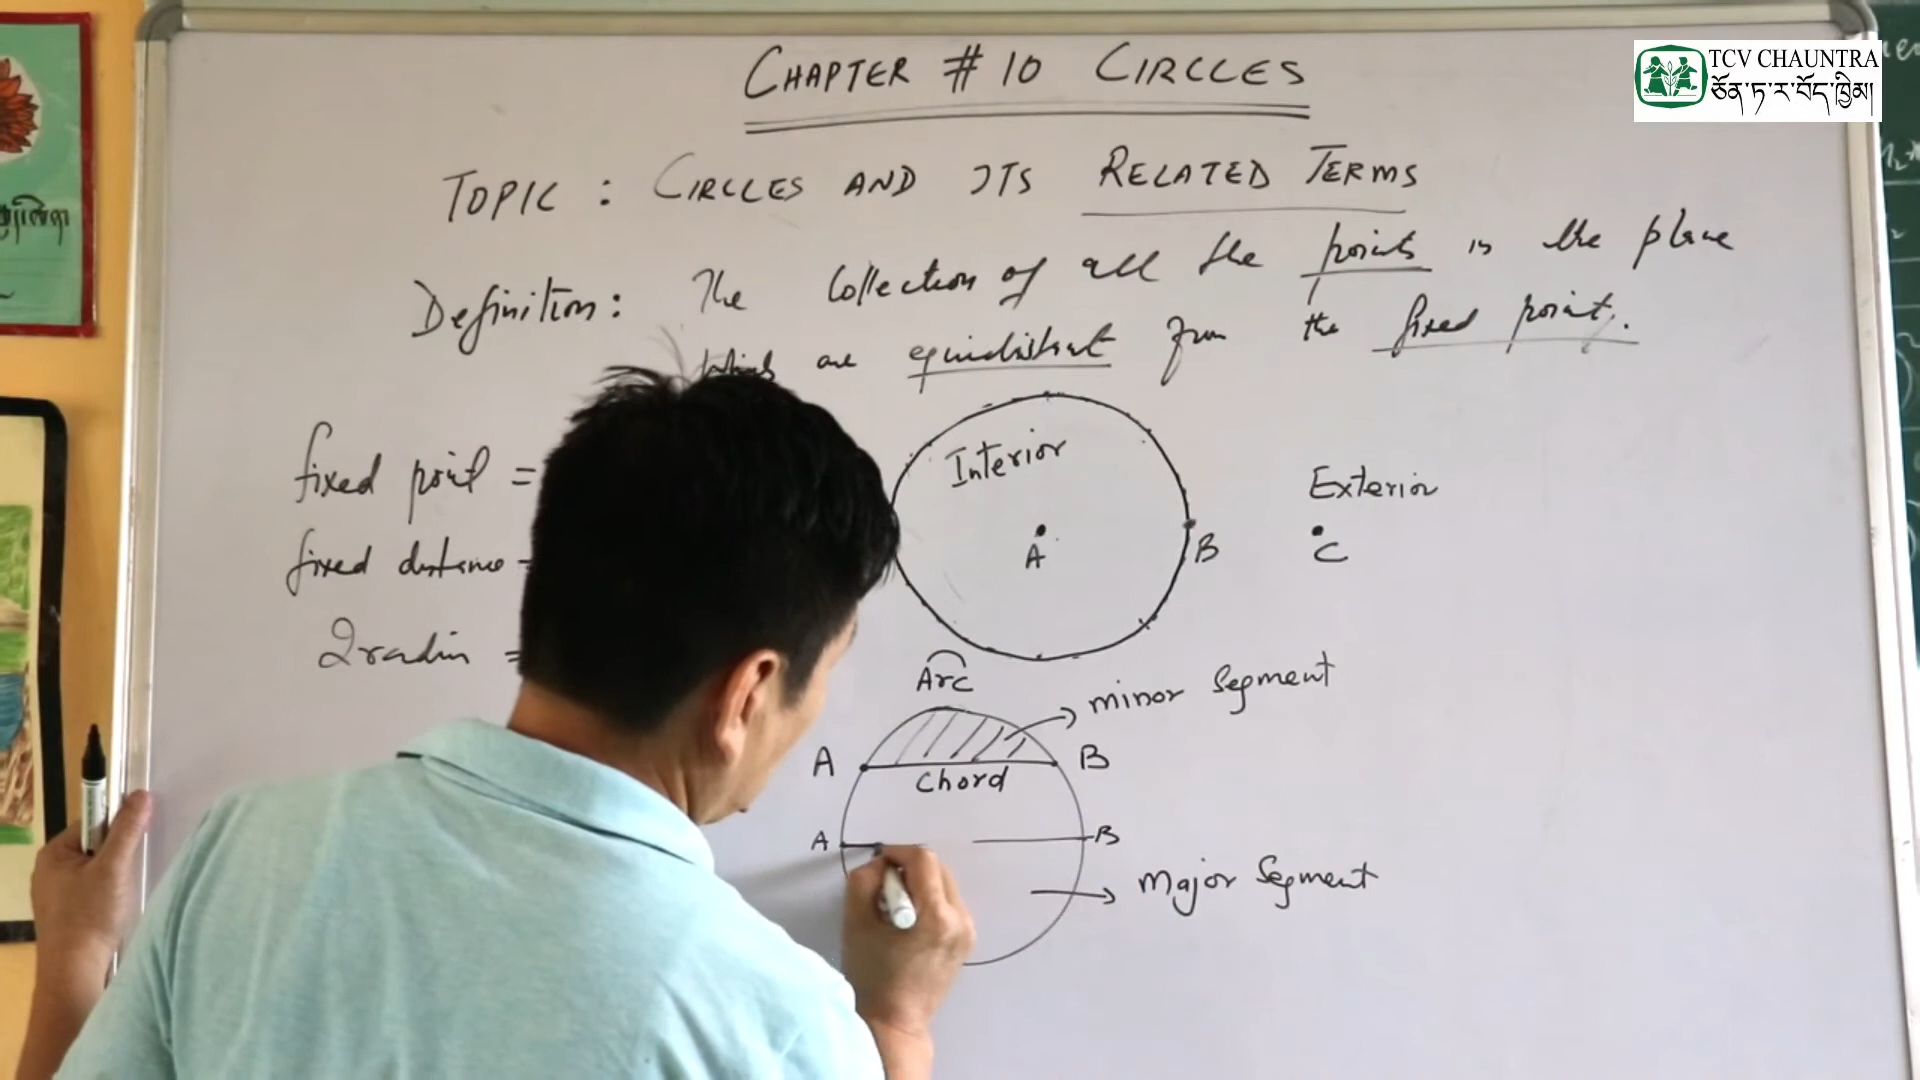 CHAPTER # 10 CIRCLES
TCV CHAUNTRA
ཅོན་ཏ་ར་བོད་ཁྱིམ།
TOPIC : CIRCLES AND ITS RELATED TERMS
Definition: The Collection of all the points in the plane
which are equidistant from the fixed point.
fixed point =
Interior
Exterior
A
B
C
fixed distance
2radius =
Arc
minor segment
A
B
Chord
A
B
Major segment